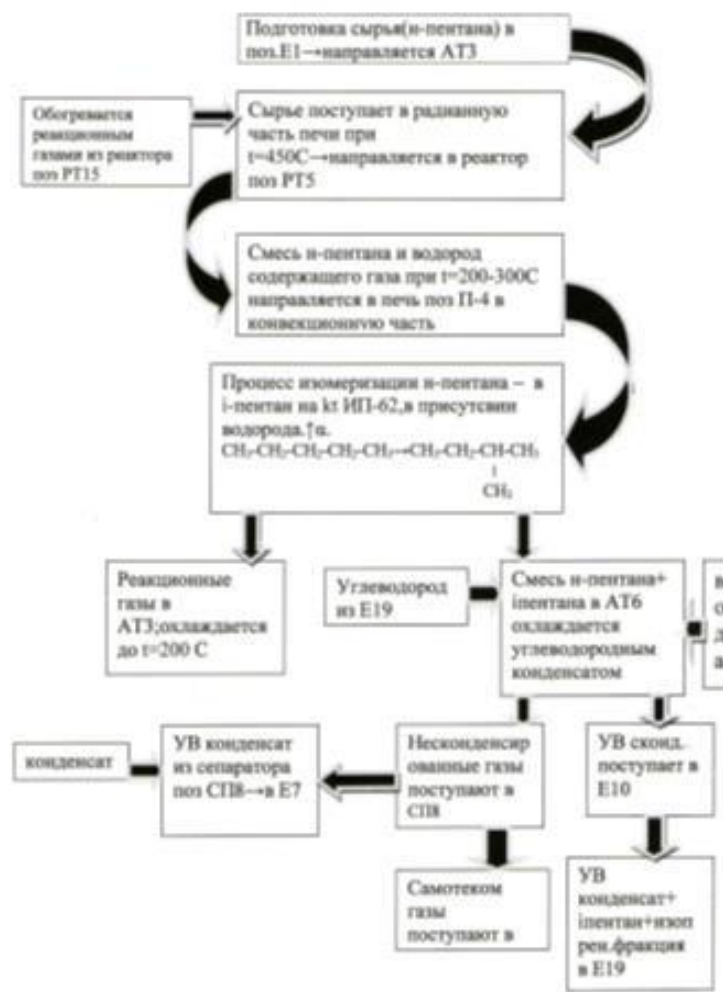 Подготовка сырья(н-пентана) в
поз.Е1→направляется АТ3
Обогревается
реакционным
газами из реактора
поз РТ15
Сырье поступает в радианную
часть печи при
t=450С→направляется в реактор
поз РТ5
Смесь н-пентана и водород
содержащего газа при t=200-300С
направляется в печь поз П-4 в
конвекционную часть
Процесс изомеризации н-пентана – в
i-пентан на kt ИП-62,в присутсвии
водорода.↑α.
CH₃-CH₂-CH₂-CH₂-CH₃→CH₃-CH₂-CH-CH₃
CH₃
Реакционные
газы в
АТ3;охлаждается
до t=200 С
Углеводород
из Е19
Смесь н-пентана+
iпентана в АТ6
охлаждается
углеводородным
конденсатом
в
о
д
а
конденсат
УВ конденсат
из сепаратора
поз СП8→в Е7
Несконденсир
ованные газы
поступают в
СП8
УВ сконд.
поступает в
Е10
Самотеком
газы
поступают в
УВ
конденсат+
iпентан+изоп
рен.фракция
в Е19